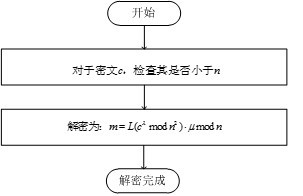 开始
对于密文c，检查其是否小于n
解密为：m = L(c^λ mod n²) · μ mod n
解密完成